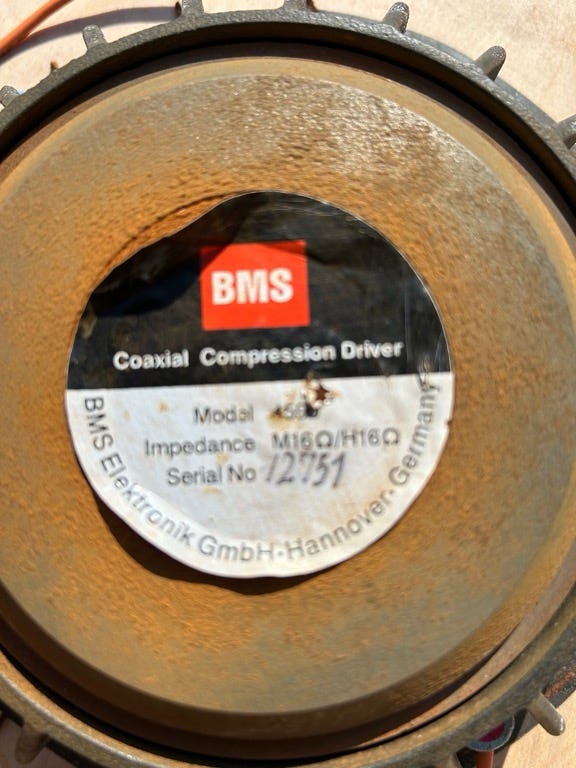 BMS
Coaxial Compression Driver
Model
Impedance M16Ω/H16Ω
Serial No 12751
BMS Elektronik GmbH·Hannover·Germany